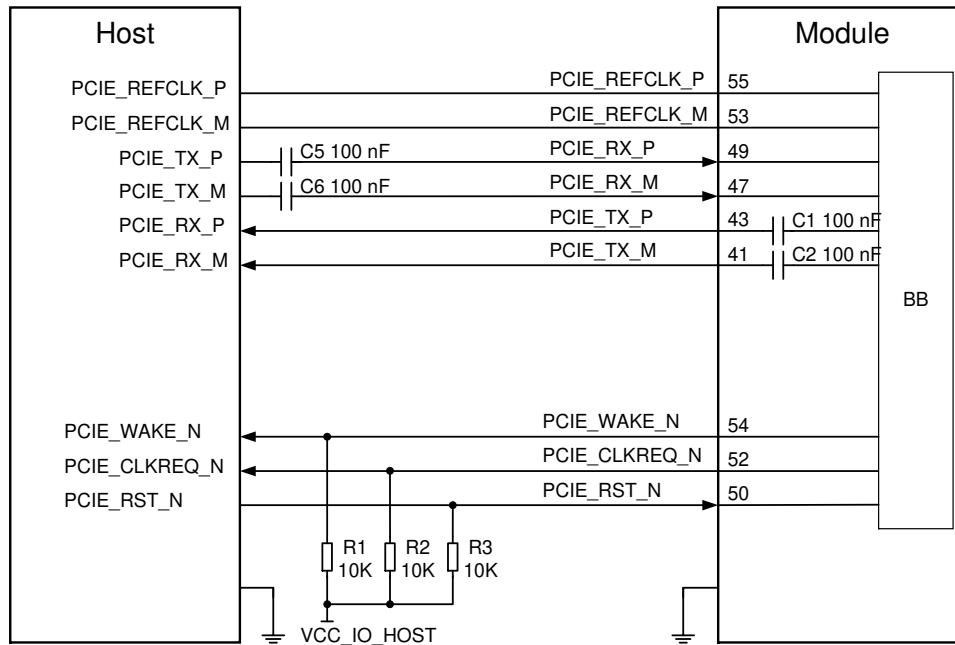 Host
Module
PCIE_REFCLK_P
PCIE_REFCLK_P
55
PCIE_REFCLK_M
PCIE_REFCLK_M
53
PCIE_TX_P
C5 100 nF
PCIE_RX_P
49
PCIE_TX_M
C6 100 nF
PCIE_RX_M
47
PCIE_RX_P
PCIE_TX_P
43
C1 100 nF
PCIE_RX_M
PCIE_TX_M
41
C2 100 nF
BB
PCIE_WAKE_N
PCIE_WAKE_N
54
PCIE_CLKREQ_N
PCIE_CLKREQ_N
52
PCIE_RST_N
PCIE_RST_N
50
R1
10K
R2
10K
R3
10K
VCC_IO_HOST